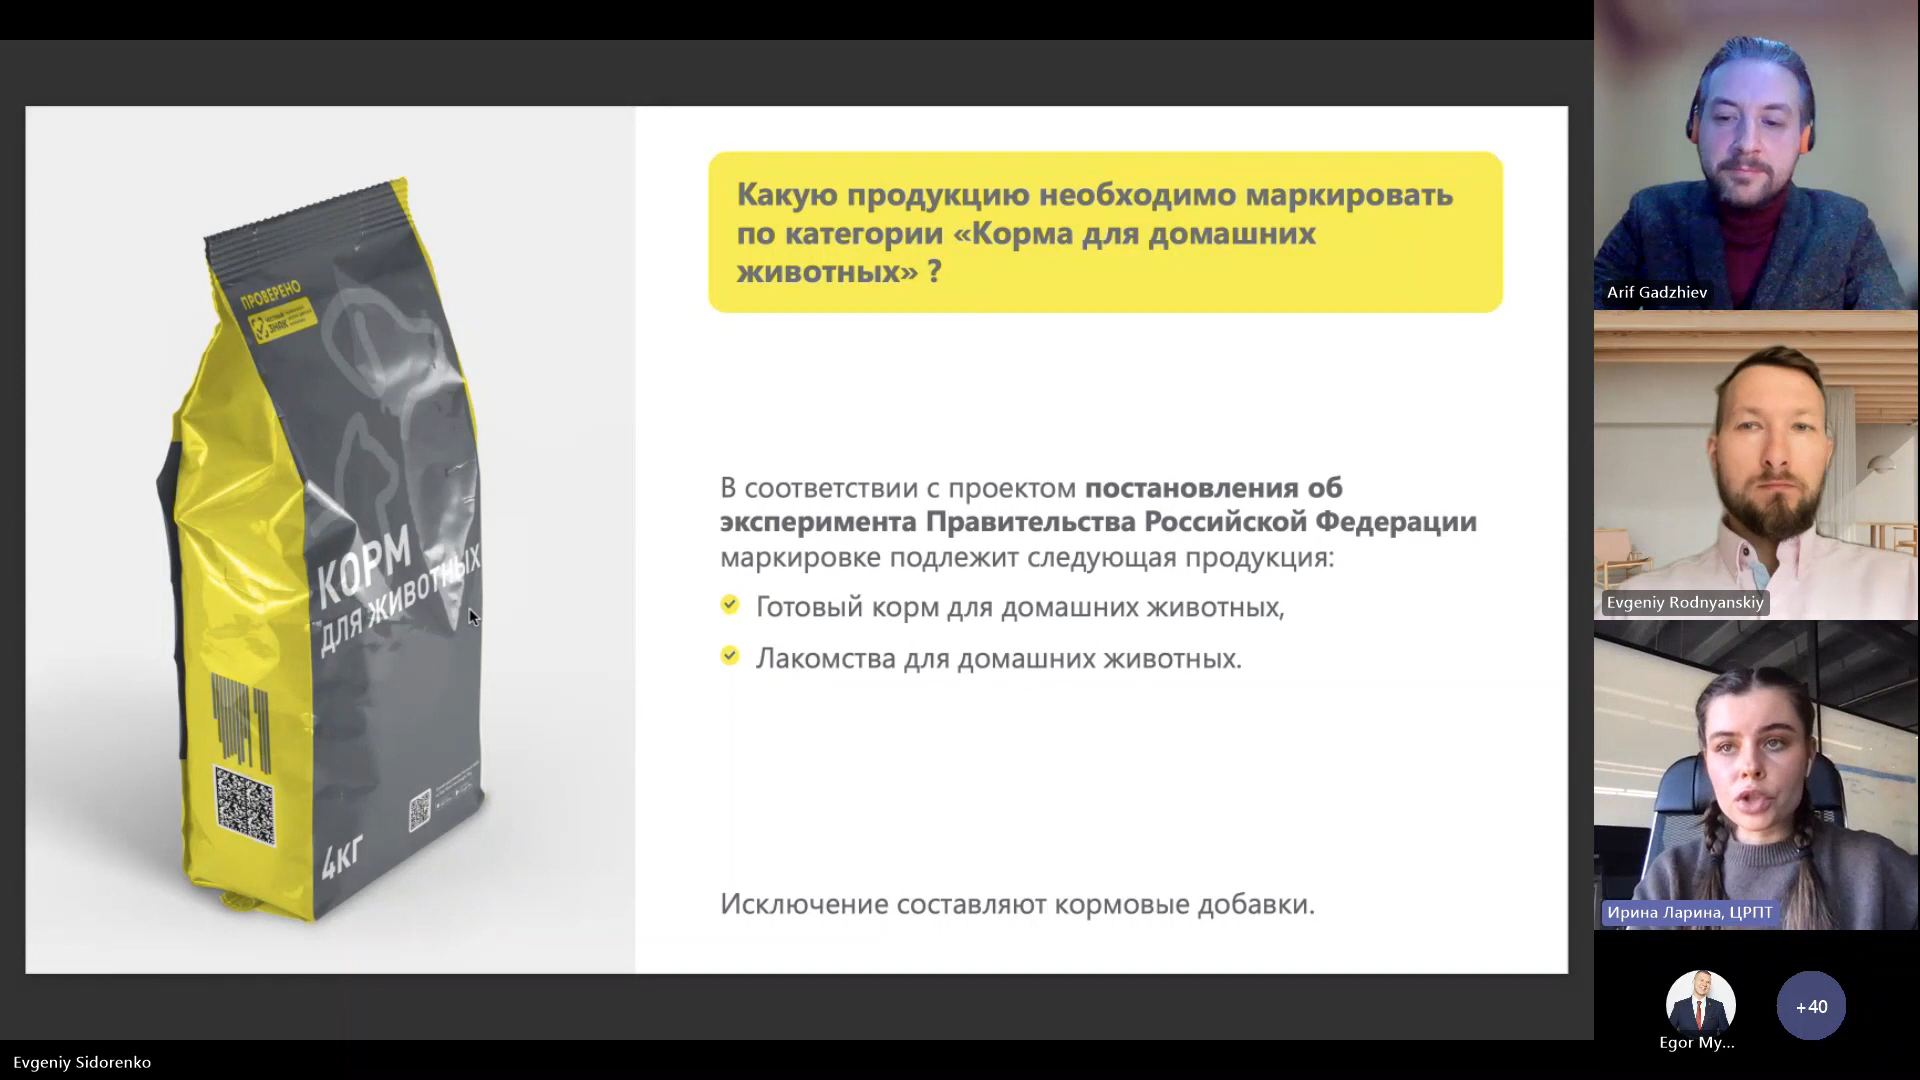 ПРОВЕРЕНО
ЧЕСТНЫЙ
ЗНАК
КОРМ
ДЛЯ ЖИВОТНЫХ
4КГ
Какую продукцию необходимо маркировать
по категории «Корма для домашних
животных» ?
В соответствии с проектом постановления об
эксперимента Правительства Российской Федерации
маркировке подлежит следующая продукция:
Готовый корм для домашних животных,
Лакомства для домашних животных.
Исключение составляют кормовые добавки.
Arif Gadzhiev
Evgeniy Rodnyanskiy
Ирина Ларина, ЦРПТ
+40
Egor My...
Evgeniy Sidorenko